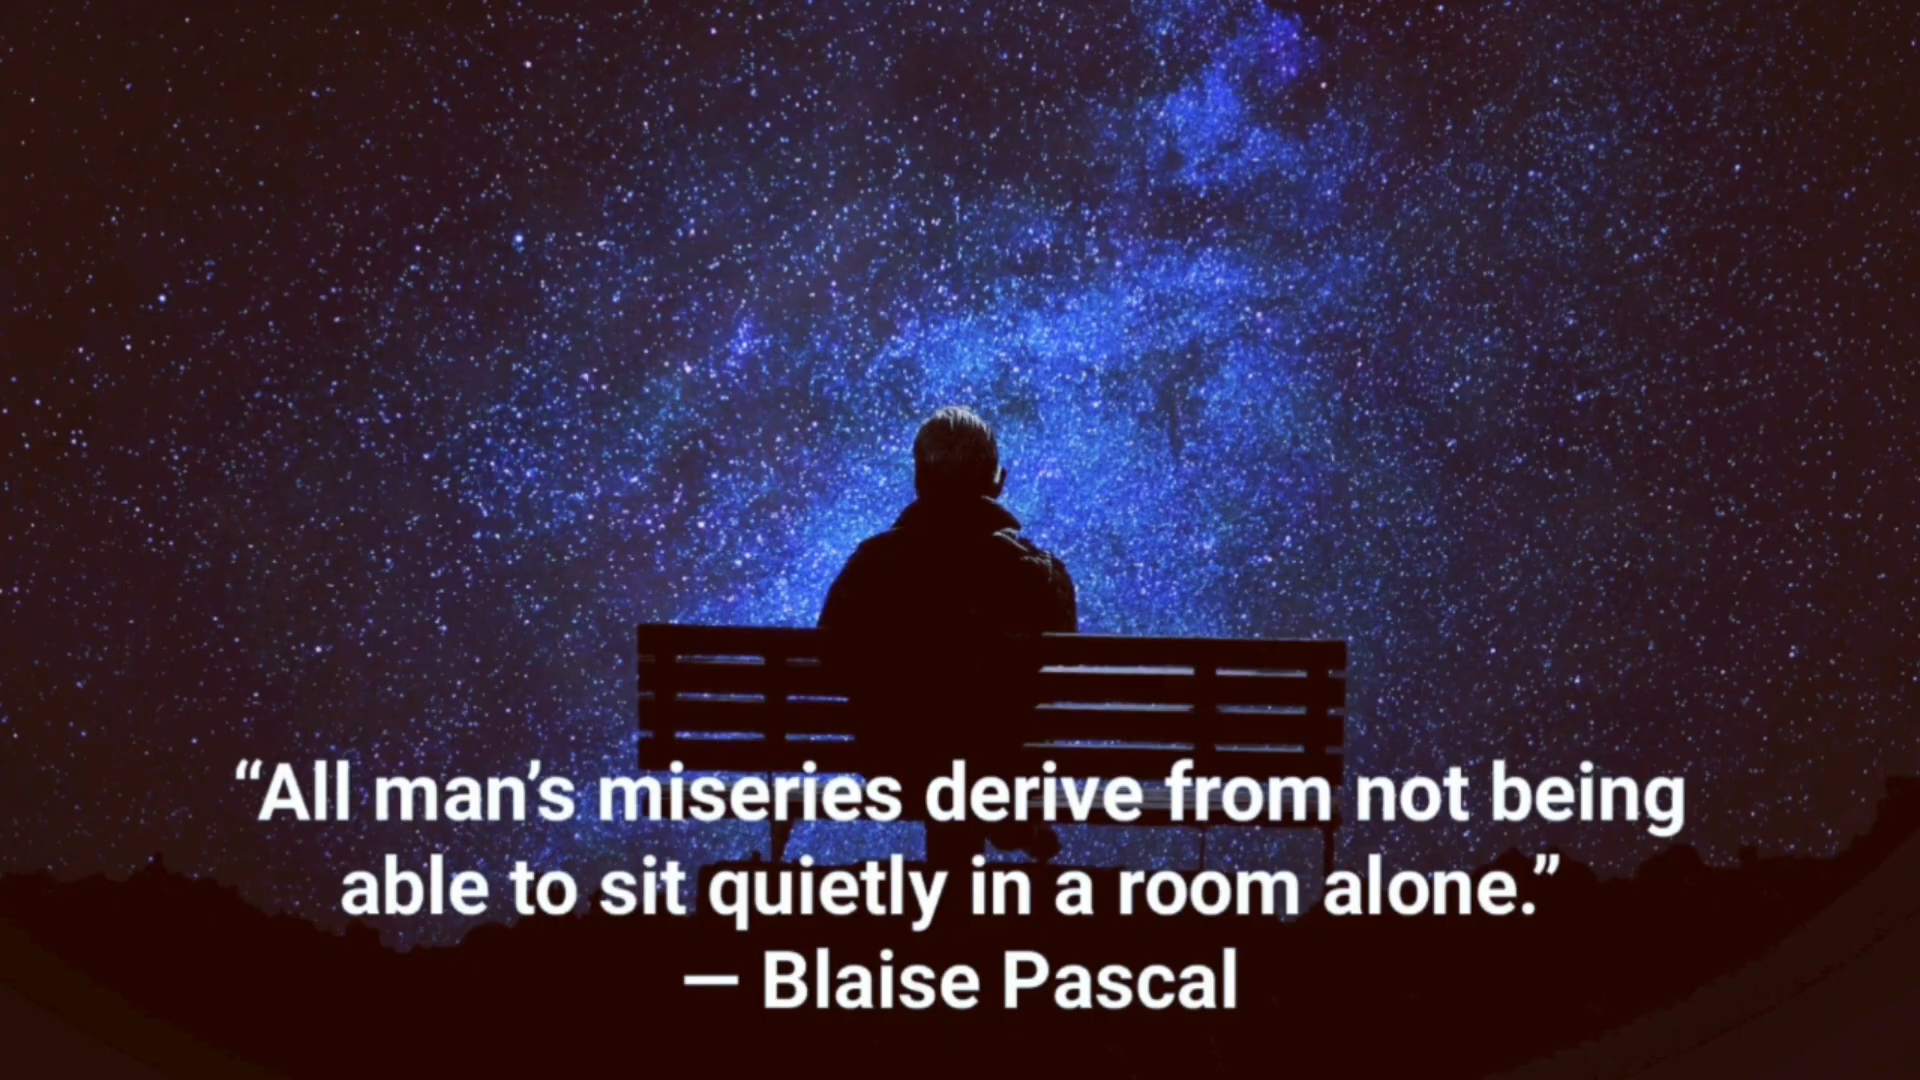 “All man’s miseries derive from not being
able to sit quietly in a room alone.”
— Blaise Pascal